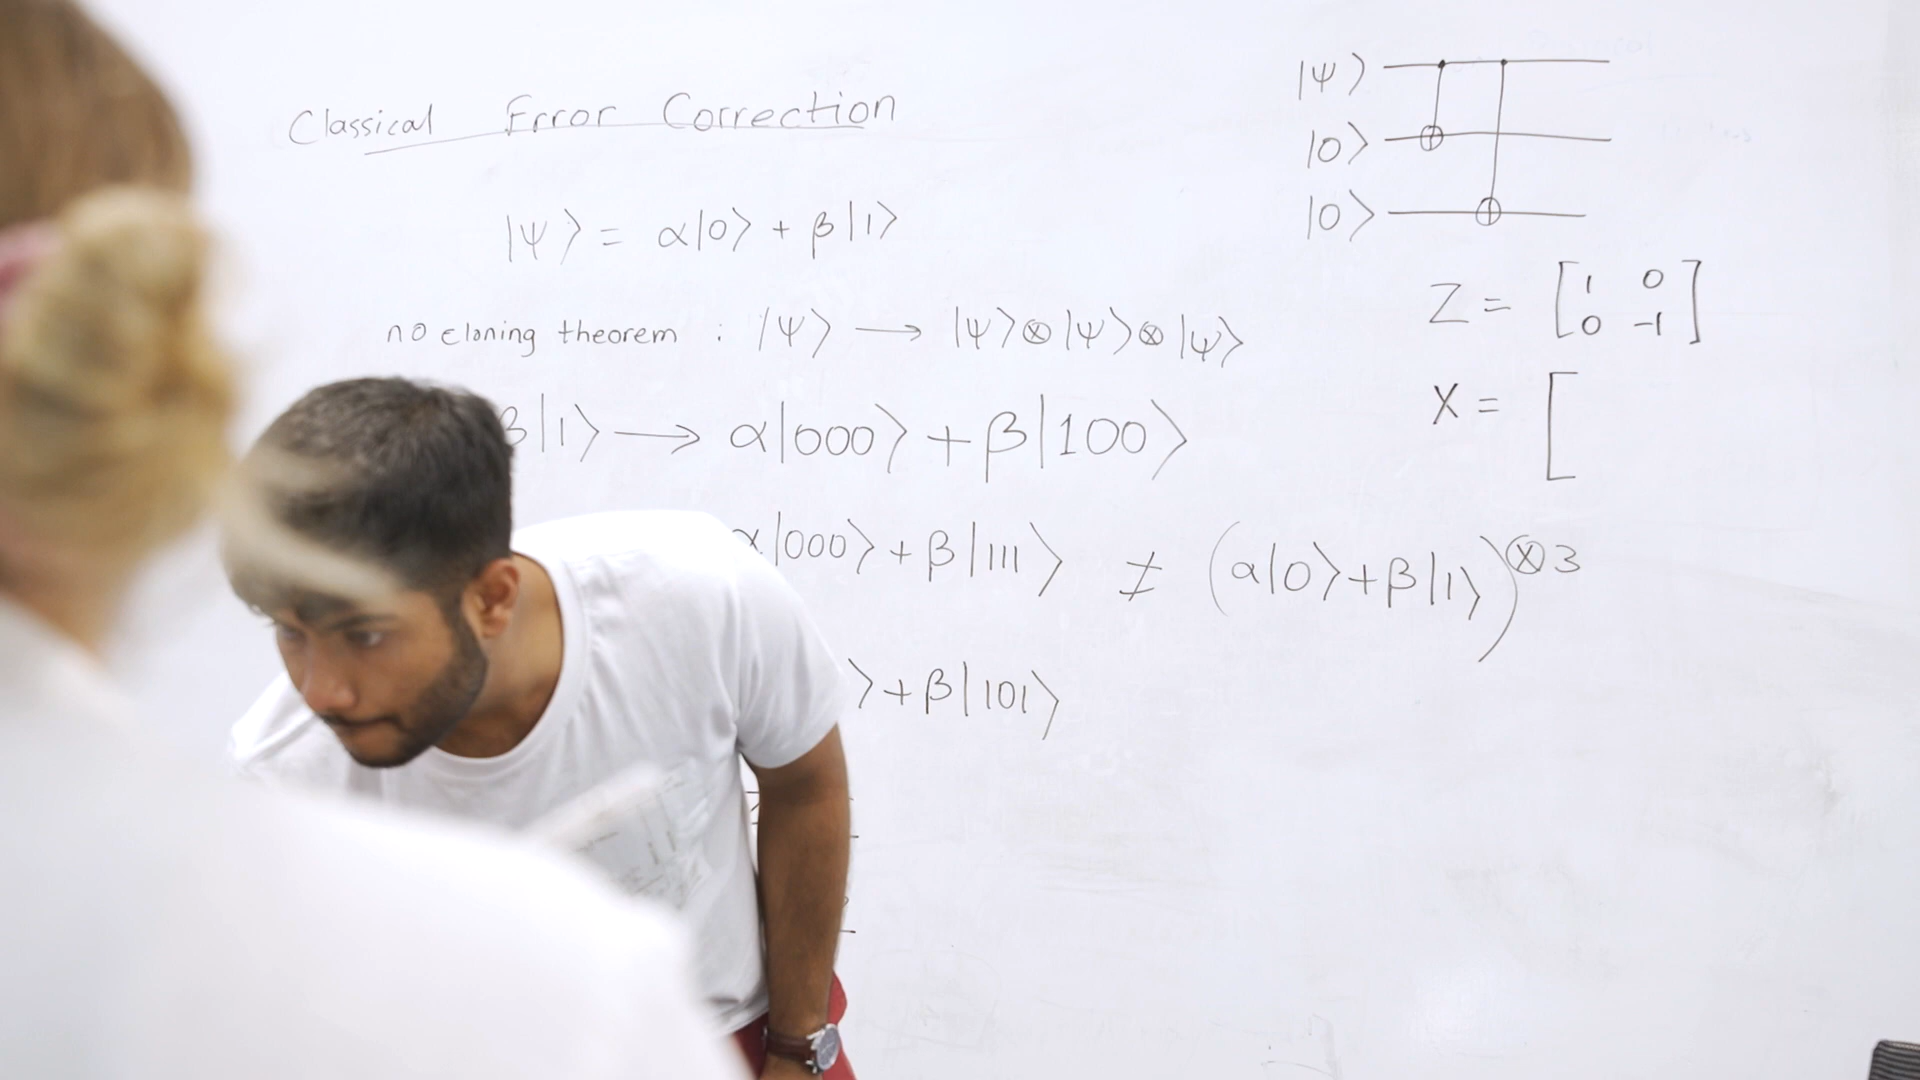 Classical Error Correction
|ψ⟩ = α|0⟩ + β|1⟩
no cloning theorem : |ψ⟩ ⟶ |ψ⟩⊗|ψ⟩⊗|ψ⟩
β|1⟩ ⟶ α|000⟩ + β|100⟩
α|000⟩ + β|111⟩ ≠ (α|0⟩+β|1⟩)⊗3
⟩+β|101⟩
|ψ⟩
|0⟩
|0⟩
Z = [1 0
0 -1]
X = [